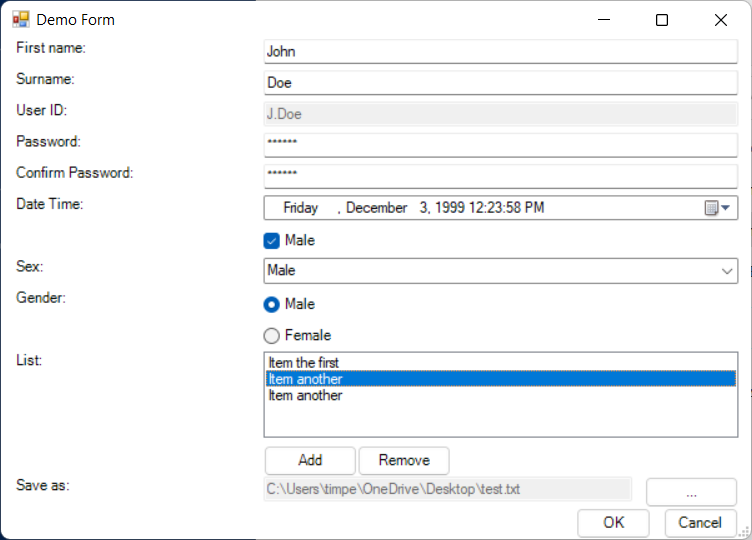 Demo Form
First name: John
Surname: Doe
User ID: J.Doe
Password: ******
Confirm Password: ******
Date Time: Friday , December 3, 1999 12:23:58 PM
Male
Sex: Male
Gender: Male
Female
List: Item the first
Item another
Item another
Add Remove
Save as: C:\Users\timpe\OneDrive\Desktop\test.txt ...
OK Cancel